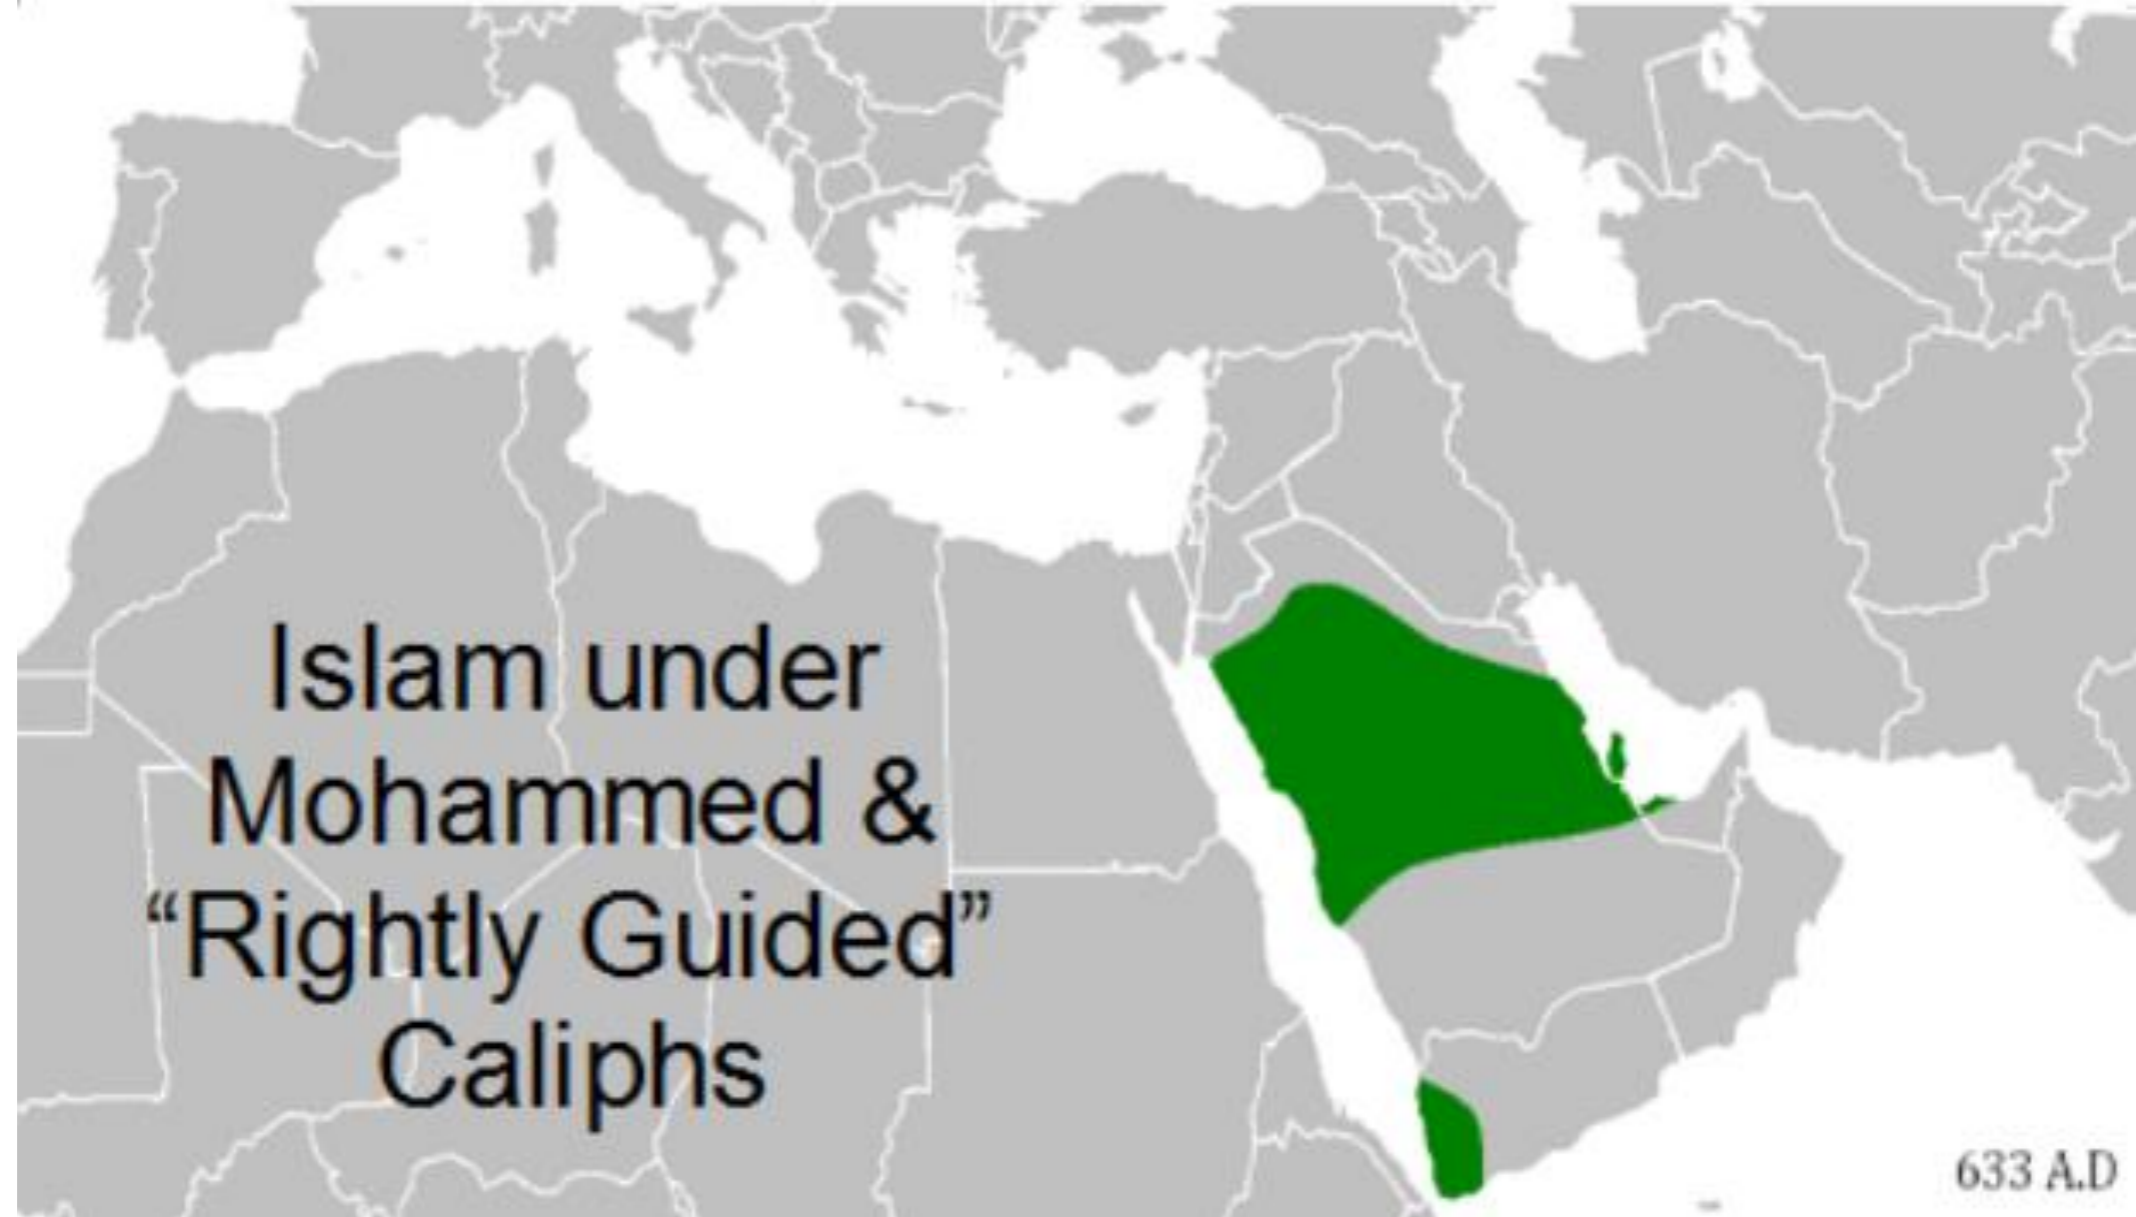 Islam under
Mohammed &
“Rightly Guided”
Caliphs
633 A.D